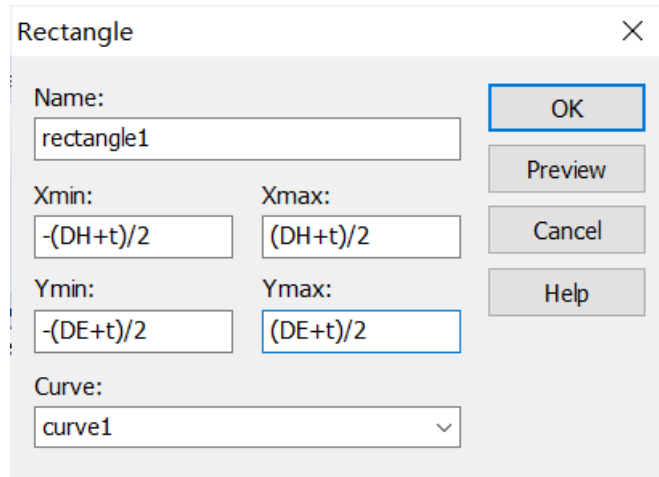 Rectangle
Name:
OK
rectangle1
Preview
Xmin: Xmax:
-(DH+t)/2 (DH+t)/2
Cancel
Ymin: Ymax:
Help
-(DE+t)/2 (DE+t)/2
Curve:
curve1